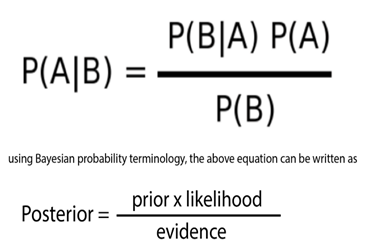 P(A|B) = P(B|A) P(A)
P(B)
using Bayesian probability terminology, the above equation can be written as
Posterior = prior x likelihood
evidence